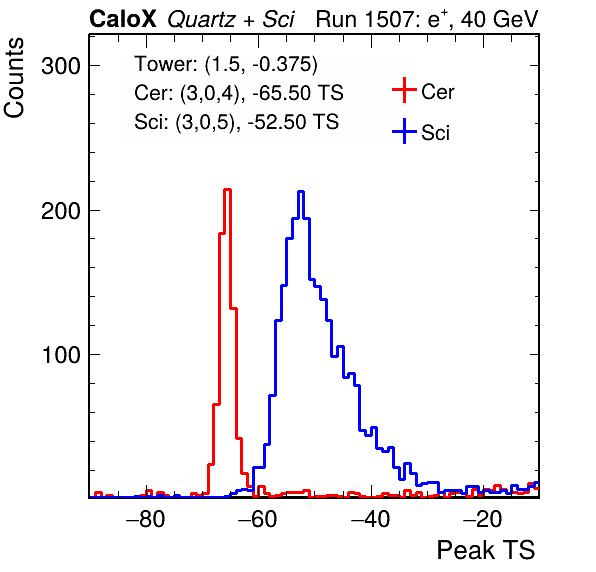 CaloX Quartz + Sci Run 1507: e⁺, 40 GeV
Counts
Tower: (1.5, -0.375)
Cer: (3,0,4), -65.50 TS
Sci: (3,0,5), -52.50 TS
Cer
Sci
300
200
100
−80 −60 −40 −20
Peak TS